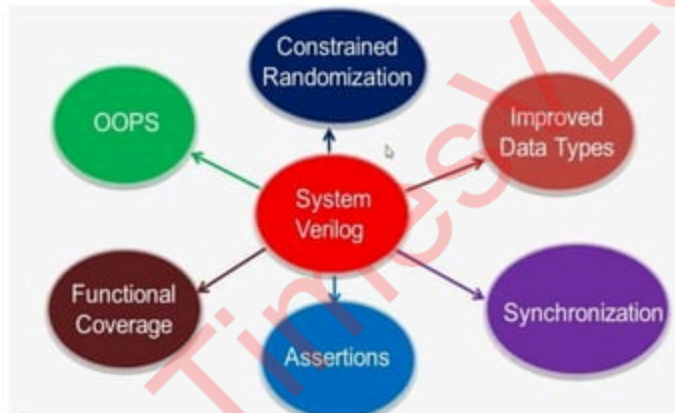 Constrained
Randomization
OOPS
Improved
Data Types
System
Verilog
Functional
Coverage
Synchronization
Assertions